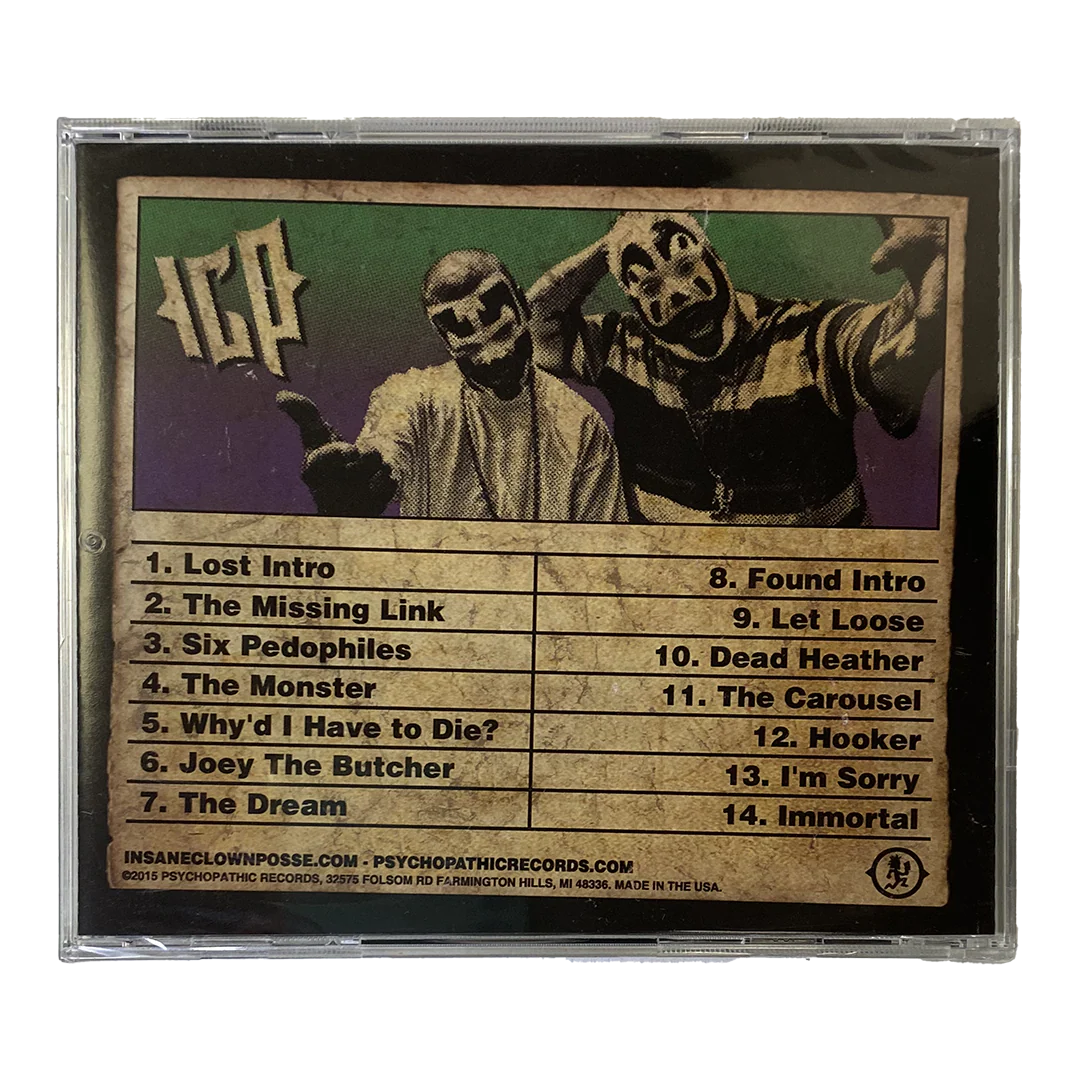 ICP
1. Lost Intro
2. The Missing Link
3. Six Pedophiles
4. The Monster
5. Why'd I Have to Die?
6. Joey The Butcher
7. The Dream
8. Found Intro
9. Let Loose
10. Dead Heather
11. The Carousel
12. Hooker
13. I'm Sorry
14. Immortal
INSANECLOWNPOSSE.COM - PSYCHOPATHICRECORDS.COM
©2015 PSYCHOPATHIC RECORDS, 32575 FOLSOM RD FARMINGTON HILLS, MI 48336. MADE IN THE USA.